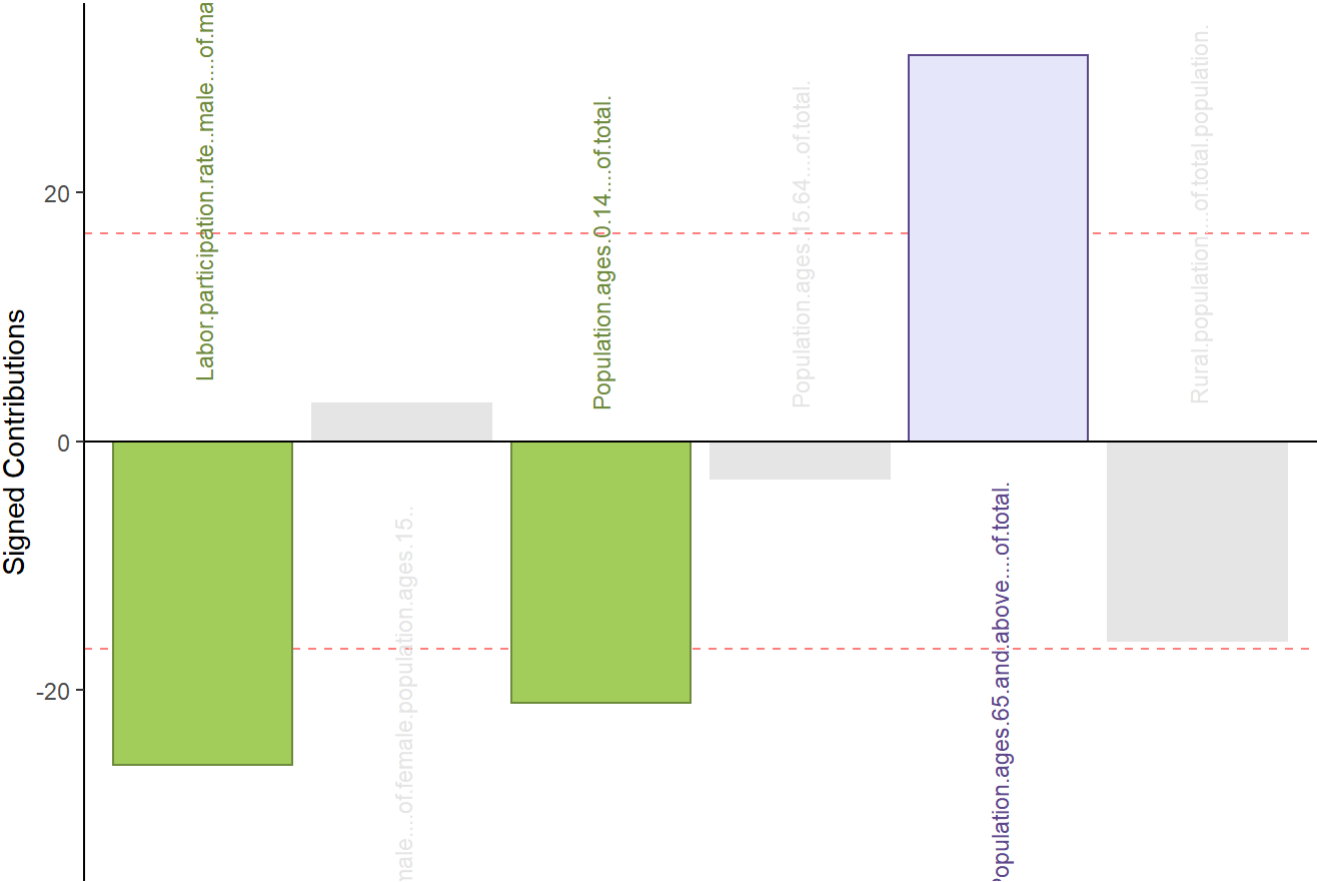 Signed Contributions
20
0
-20
Labor.participation.rate..male....of.ma
male....of.female.population.ages.15..
Population.ages.0.14....of.total.
Population.ages.15.64....of.total.
Population.ages.65.and.above....of.total.
Rural.population....of.total.population.